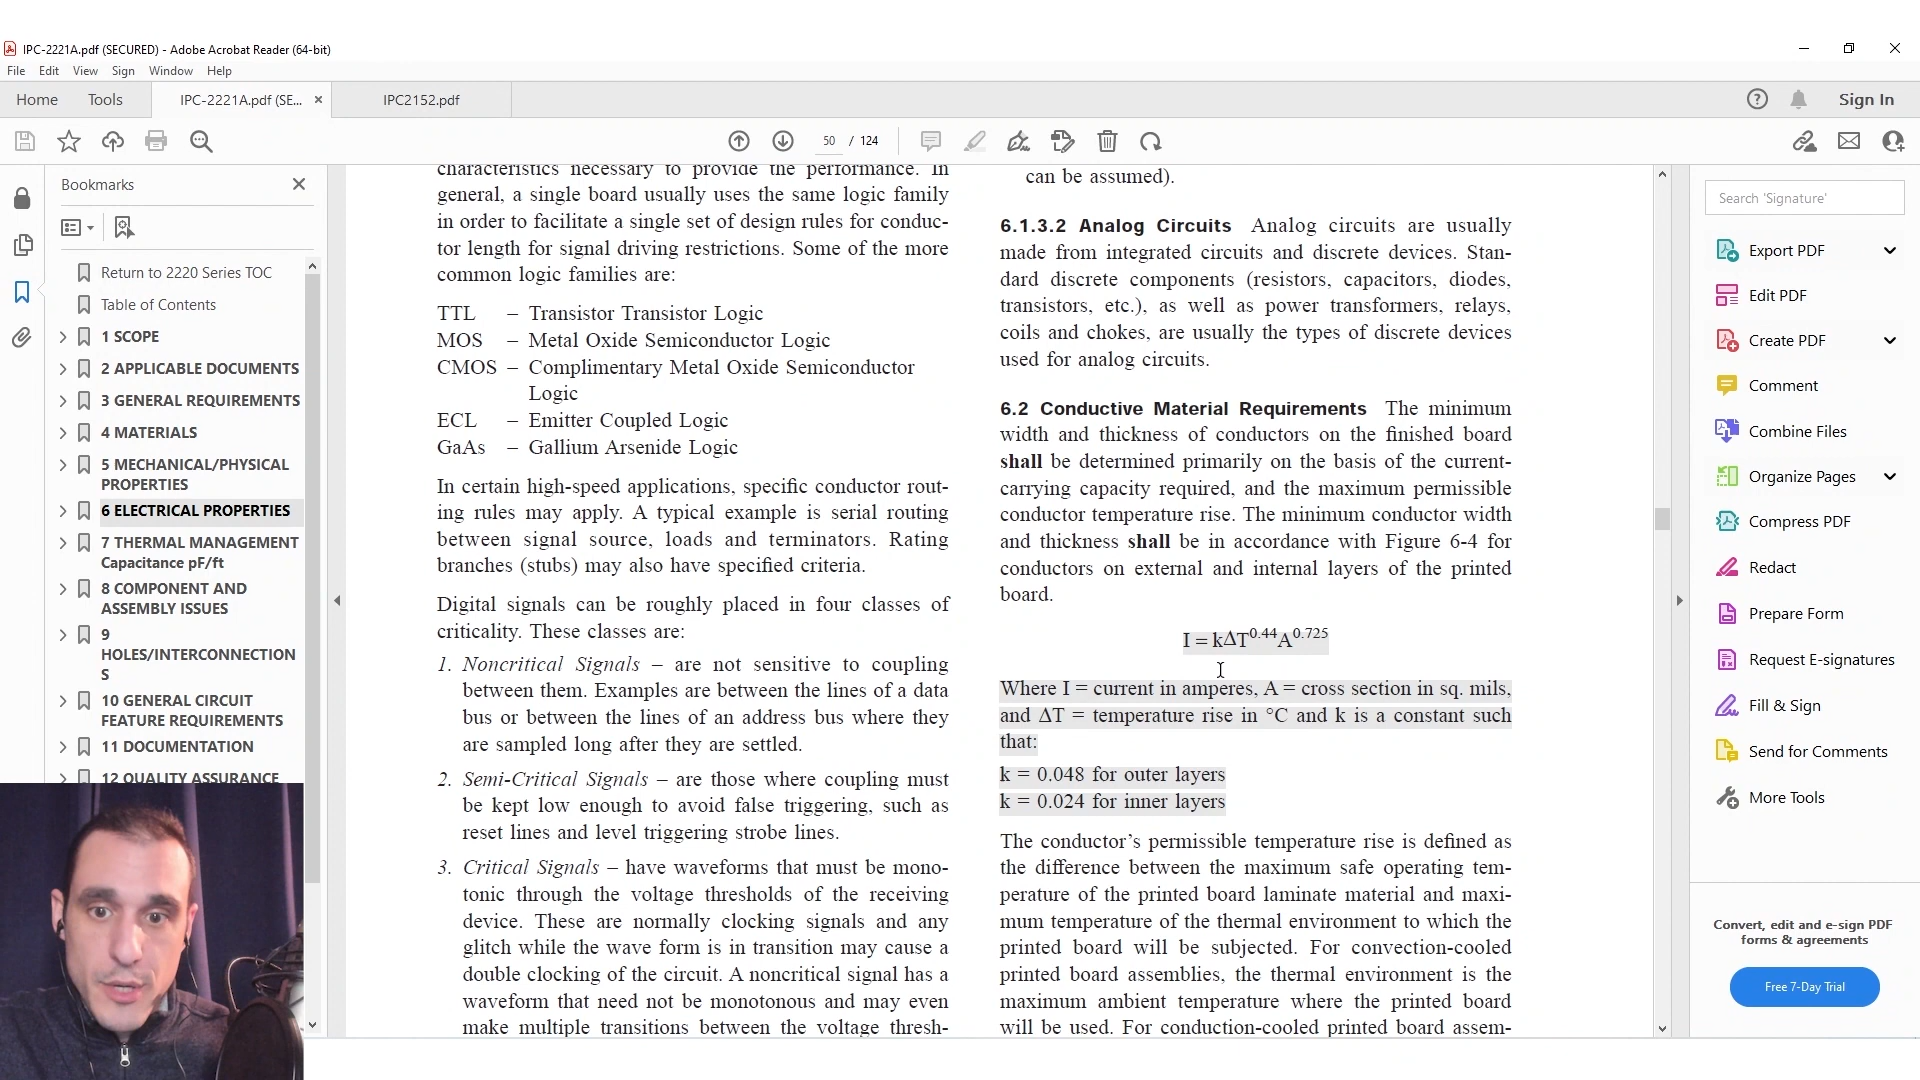 IPC-2221A.pdf (SECURED) - Adobe Acrobat Reader (64-bit)
File Edit View Sign Window Help
Home Tools IPC-2221A.pdf (SE... × IPC2152.pdf Sign In
50 / 124
Bookmarks
Return to 2220 Series TOC
Table of Contents
1 SCOPE
2 APPLICABLE DOCUMENTS
3 GENERAL REQUIREMENTS
4 MATERIALS
5 MECHANICAL/PHYSICAL
PROPERTIES
6 ELECTRICAL PROPERTIES
7 THERMAL MANAGEMENT
Capacitance pF/ft
8 COMPONENT AND
ASSEMBLY ISSUES
9
HOLES/INTERCONNECTION
S
10 GENERAL CIRCUIT
FEATURE REQUIREMENTS
11 DOCUMENTATION
12 QUALITY ASSURANCE
characteristics necessary to provide the performance. In
general, a single board usually uses the same logic family
in order to facilitate a single set of design rules for conduc-
tor length for signal driving restrictions. Some of the more
common logic families are:
TTL – Transistor Transistor Logic
MOS – Metal Oxide Semiconductor Logic
CMOS – Complimentary Metal Oxide Semiconductor
Logic
ECL – Emitter Coupled Logic
GaAs – Gallium Arsenide Logic
In certain high-speed applications, specific conductor rout-
ing rules may apply. A typical example is serial routing
between signal source, loads and terminators. Rating
branches (stubs) may also have specified criteria.
Digital signals can be roughly placed in four classes of
criticality. These classes are:
1. Noncritical Signals – are not sensitive to coupling
between them. Examples are between the lines of a data
bus or between the lines of an address bus where they
are sampled long after they are settled.
2. Semi-Critical Signals – are those where coupling must
be kept low enough to avoid false triggering, such as
reset lines and level triggering strobe lines.
3. Critical Signals – have waveforms that must be mono-
tonic through the voltage thresholds of the receiving
device. These are normally clocking signals and any
glitch while the wave form is in transition may cause a
double clocking of the circuit. A noncritical signal has a
waveform that need not be monotonous and may even
make multiple transitions between the voltage thresh-
can be assumed).
6.1.3.2 Analog Circuits Analog circuits are usually
made from integrated circuits and discrete devices. Stan-
dard discrete components (resistors, capacitors, diodes,
transistors, etc.), as well as power transformers, relays,
coils and chokes, are usually the types of discrete devices
used for analog circuits.
6.2 Conductive Material Requirements The minimum
width and thickness of conductors on the finished board
shall be determined primarily on the basis of the current-
carrying capacity required, and the maximum permissible
conductor temperature rise. The minimum conductor width
and thickness shall be in accordance with Figure 6-4 for
conductors on external and internal layers of the printed
board.
I = kΔT^0.44A^0.725
Where I = current in amperes, A = cross section in sq. mils,
and ΔT = temperature rise in °C and k is a constant such
that:
k = 0.048 for outer layers
k = 0.024 for inner layers
The conductor's permissible temperature rise is defined as
the difference between the maximum safe operating tem-
perature of the printed board laminate material and maxi-
mum temperature of the thermal environment to which the
printed board will be subjected. For convection-cooled
printed board assemblies, the thermal environment is the
maximum ambient temperature where the printed board
will be used. For conduction-cooled printed board assem-
Search 'Signature'
Export PDF
Edit PDF
Create PDF
Comment
Combine Files
Organize Pages
Compress PDF
Redact
Prepare Form
Request E-signatures
Fill & Sign
Send for Comments
More Tools
Convert, edit and e-sign PDF
forms & agreements
Free 7-Day Trial